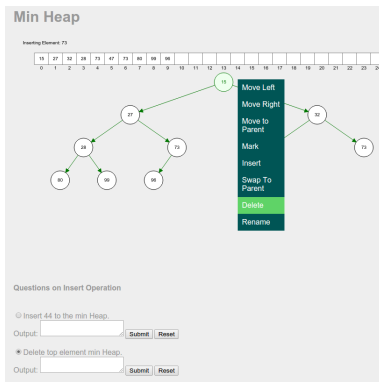 Min Heap
Inserting Element: 73
15 27 32 28 73 47 73 80 99 98
0 1 2 3 4 5 6 7 8 9 10 11 12 13 14 15 16 17 18 19 20 21 22 23
15
Move Left
Move Right
27
32
Move to
Parent
Mark
28
73
73
Insert
Swap To
Parent
80
99
98
Delete
Rename
Questions on Insert Operation
Insert 44 to the min Heap.
Output: Submit Reset
Delete top element min Heap.
Output: Submit Reset